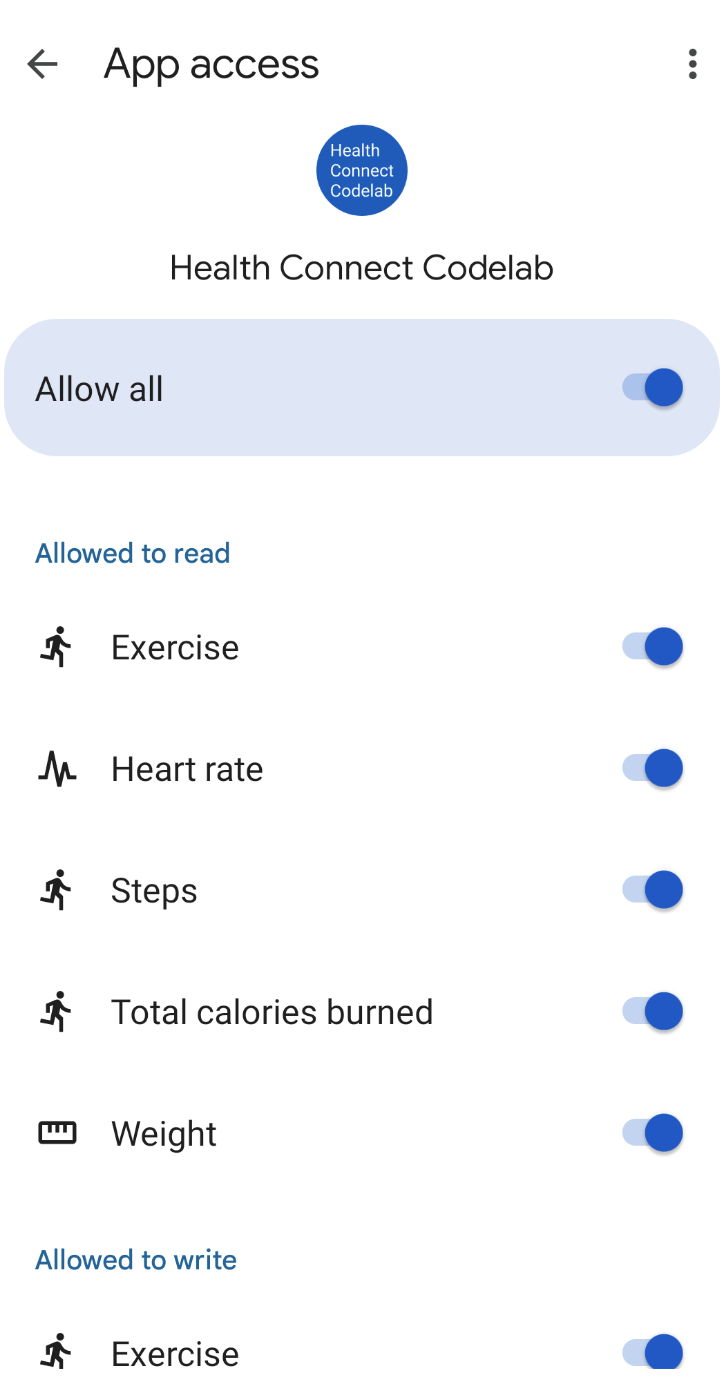 App access
Health
Connect
Codelab
Health Connect Codelab
Allow all
Allowed to read
Exercise
Heart rate
Steps
Total calories burned
Weight
Allowed to write
Exercise